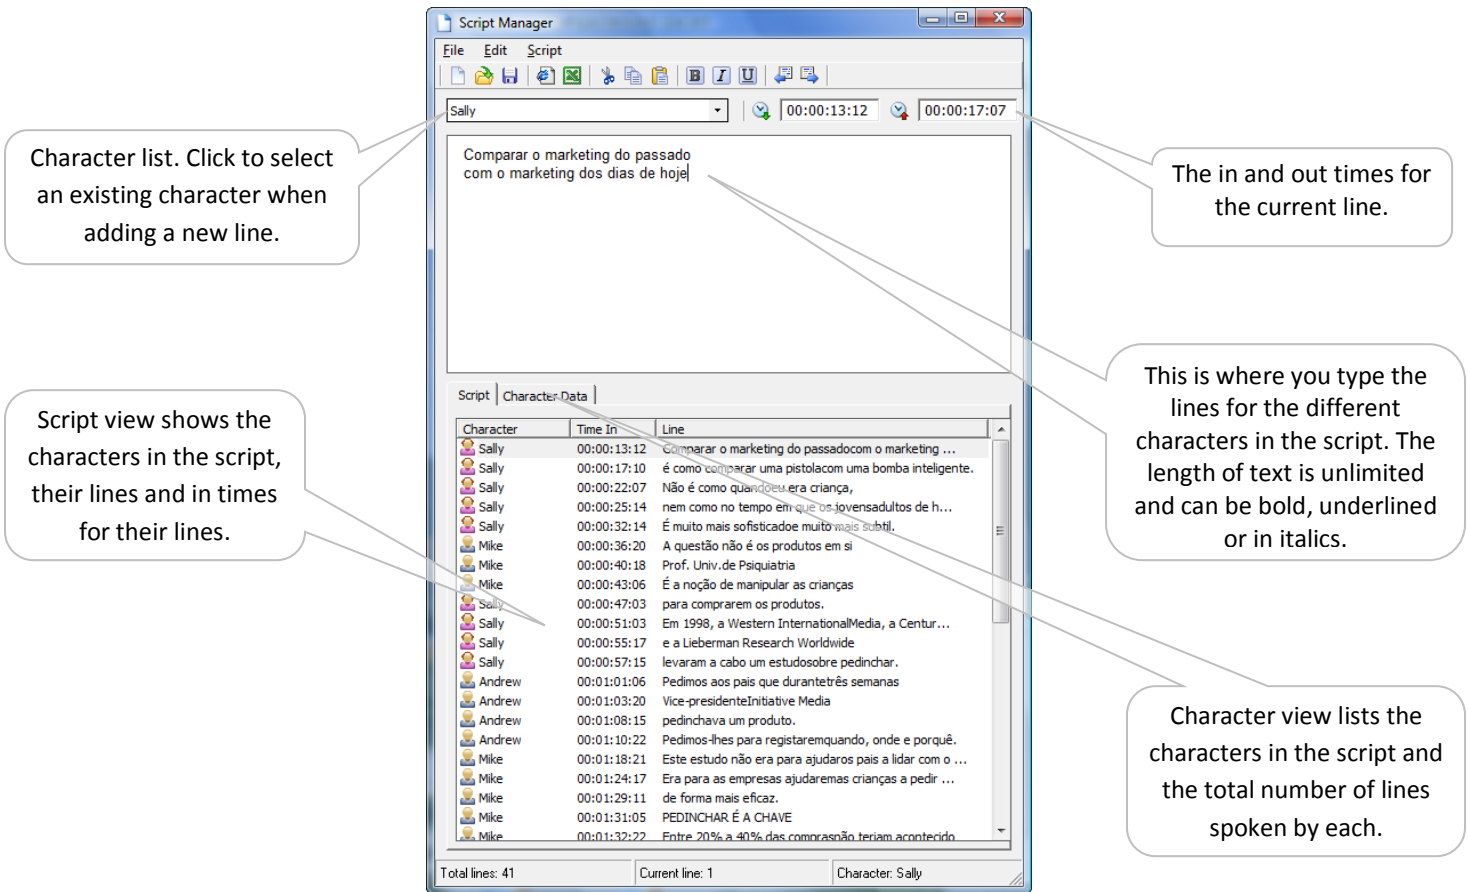 Script Manager
File Edit Script
B I U
Sally 00:00:13:12 00:00:17:07
Comparar o marketing do passado
com o marketing dos dias de hoje
Character list. Click to select
an existing character when
adding a new line.
The in and out times for
the current line.
This is where you type the
lines for the different
characters in the script. The
length of text is unlimited
and can be bold, underlined
or in italics.
Script view shows the
characters in the script,
their lines and in times
for their lines.
Character view lists the
characters in the script and
the total number of lines
spoken by each.
Script Character Data
Character Time In Line
Sally 00:00:13:12 Comparar o marketing do passadocom o marketing ...
Sally 00:00:17:10 é como comparar uma pistolacom uma bomba inteligente.
Sally 00:00:22:07 Não é como quandoeu era criança,
Sally 00:00:25:14 nem como no tempo em que os jovensadultos de h...
Sally 00:00:32:14 É muito mais sofisticadoe muito mais subtil.
Mike 00:00:36:20 A questão não é os produtos em si
Mike 00:00:40:18 Prof. Univ.de Psiquiatria
Mike 00:00:43:06 É a noção de manipular as crianças
Sally 00:00:47:03 para comprarem os produtos.
Sally 00:00:51:03 Em 1998, a Western InternationalMedia, a Centur...
Sally 00:00:55:17 e a Lieberman Research Worldwide
Sally 00:00:57:15 levaram a cabo um estudosobre pedinchar.
Andrew 00:01:01:06 Pedimos aos pais que durantetrês semanas
Andrew 00:01:03:20 Vice-presidenteInitiative Media
Andrew 00:01:08:15 pedinchava um produto.
Andrew 00:01:10:22 Pedimos-lhes para registaremquando, onde e porquê.
Mike 00:01:18:21 Este estudo não era para ajudaros pais a lidar com o ...
Mike 00:01:24:17 Era para as empresas ajudaremas crianças a pedir ...
Mike 00:01:29:11 de forma mais eficaz.
Mike 00:01:31:05 PEDINCHAR É A CHAVE
Mike 00:01:32:22 Entre 20% a 40% das comprasnão teriam acontecido
Total lines: 41 Current line: 1 Character: Sally